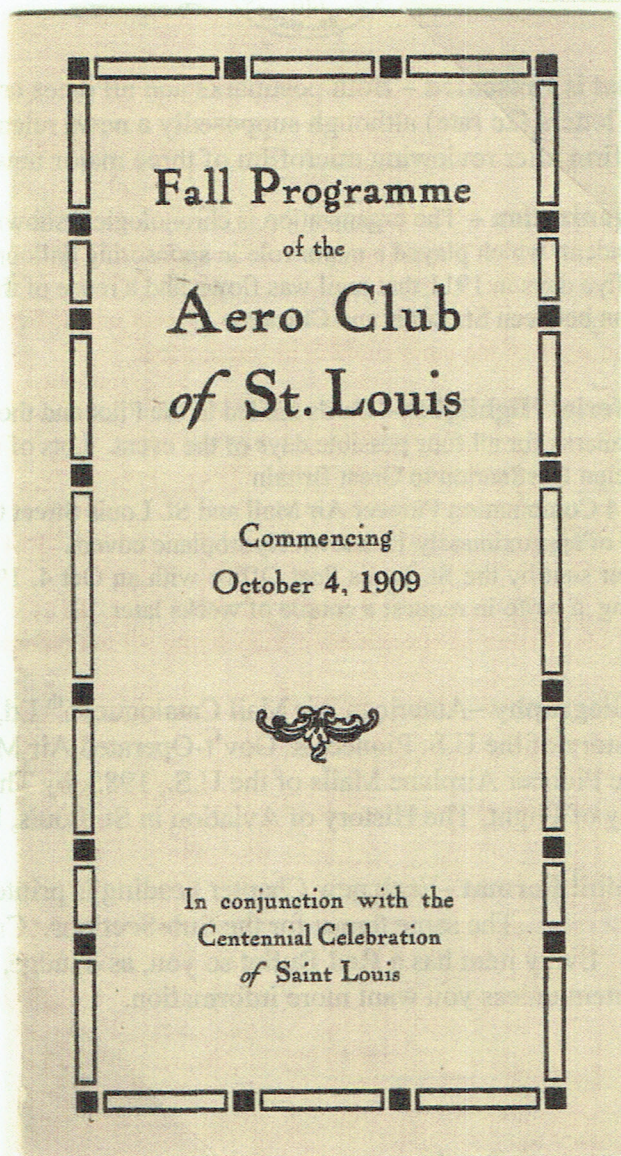 Fall Programme
of the
Aero Club
of St. Louis
Commencing
October 4, 1909
In conjunction with the
Centennial Celebration
of Saint Louis